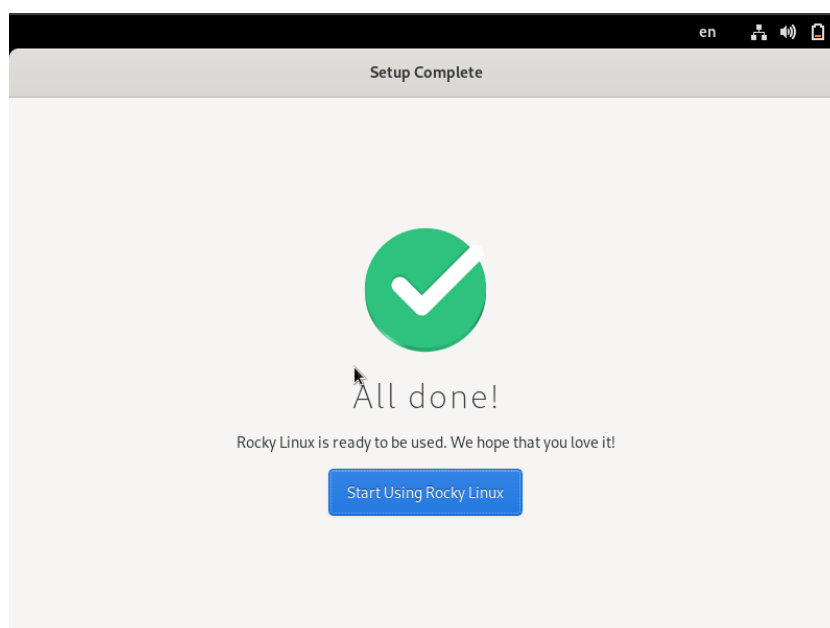 en
Setup Complete
All done!
Rocky Linux is ready to be used. We hope that you love it!
Start Using Rocky Linux